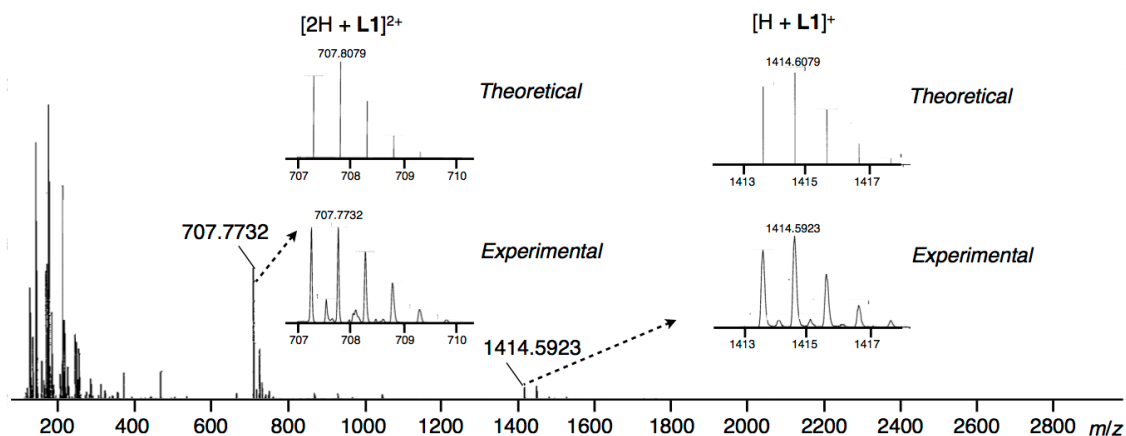 [2H + L1]²⁺
707.8079
Theoretical
707 708 709 710
[H + L1]⁺
1414.6079
Theoretical
1413 1415 1417
707.7732
707.7732
Experimental
707 708 709 710
1414.5923
1414.5923
Experimental
1413 1415 1417
200 400 600 800 1000 1200 1400 1600 1800 2000 2200 2400 2600 2800 m/z